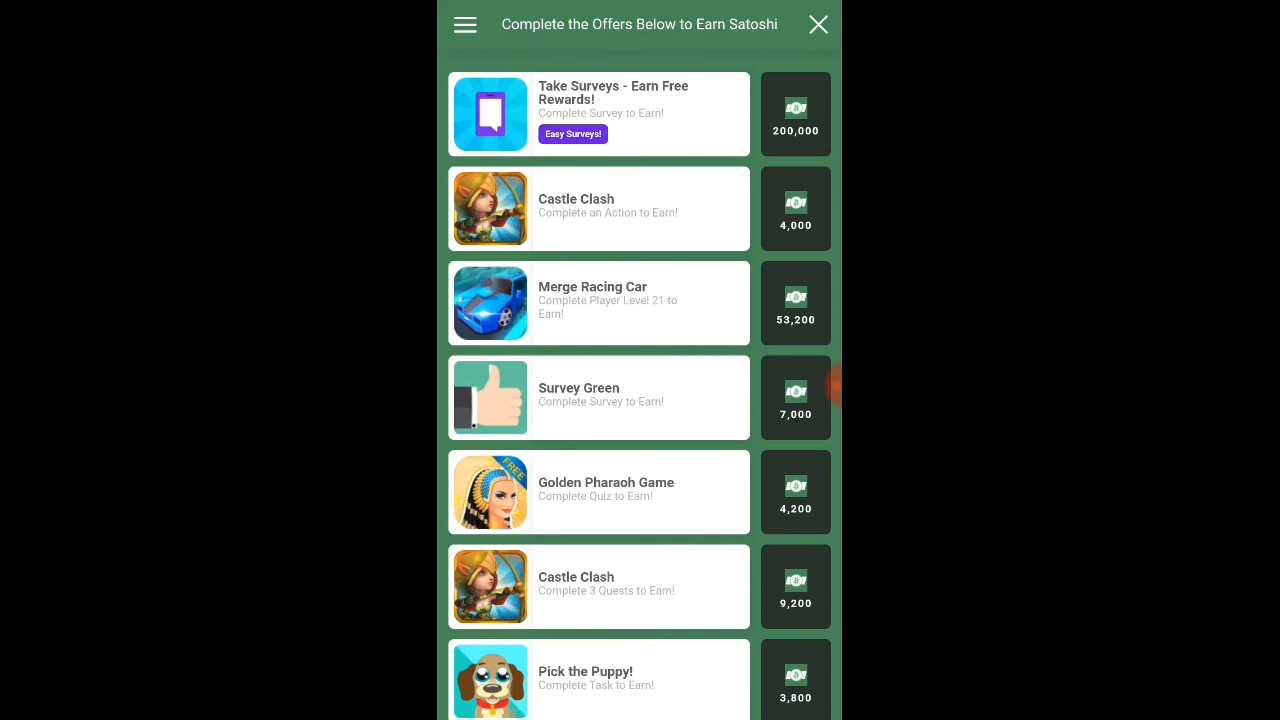 Complete the Offers Below to Earn Satoshi
Take Surveys - Earn Free
Rewards!
Complete Survey to Earn!
Easy Surveys!
200,000
Castle Clash
Complete an Action to Earn!
4,000
Merge Racing Car
Complete Player Level 21 to
Earn!
53,200
Survey Green
Complete Survey to Earn!
7,000
FREE
Golden Pharaoh Game
Complete Quiz to Earn!
4,200
Castle Clash
Complete 3 Quests to Earn!
9,200
Pick the Puppy!
Complete Task to Earn!
3,800